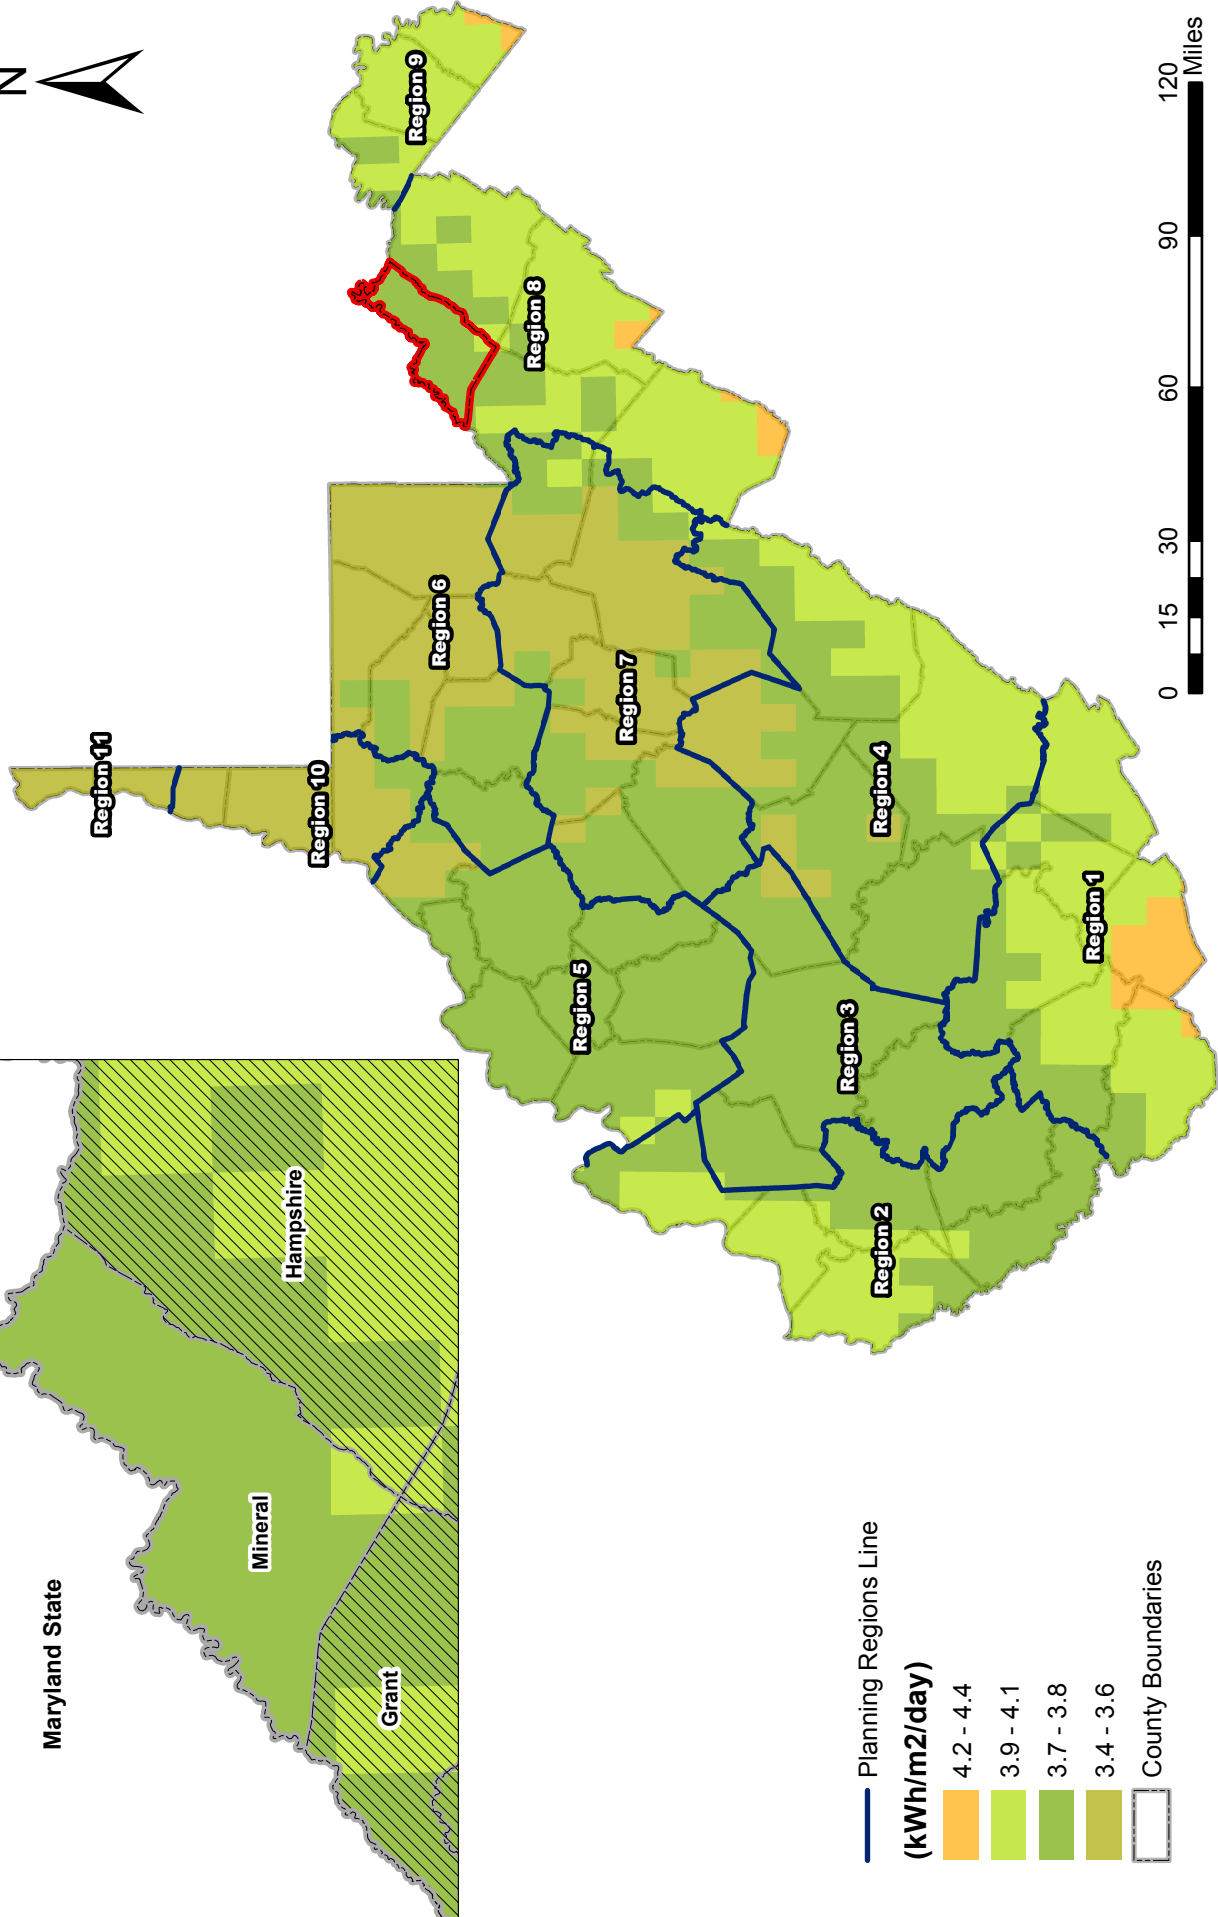 N
Maryland State
Mineral
Hampshire
Grant
Region 11
Region 10
Region 6
Region 9
Region 8
Region 7
Region 5
Region 4
Region 3
Region 2
Region 1
Planning Regions Line
(kWh/m2/day)
4.2 - 4.4
3.9 - 4.1
3.7 - 3.8
3.4 - 3.6
County Boundaries
0 15 30 60 90 120
Miles